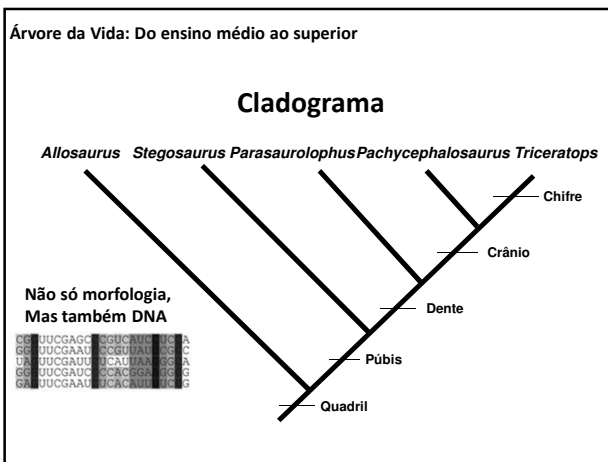 Árvore da Vida: Do ensino médio ao superior
Cladograma
Allosaurus Stegosaurus Parasaurolophus Pachycephalosaurus Triceratops
Chifre
Crânio
Dente
Púbis
Quadril
Não só morfologia,
Mas também DNA